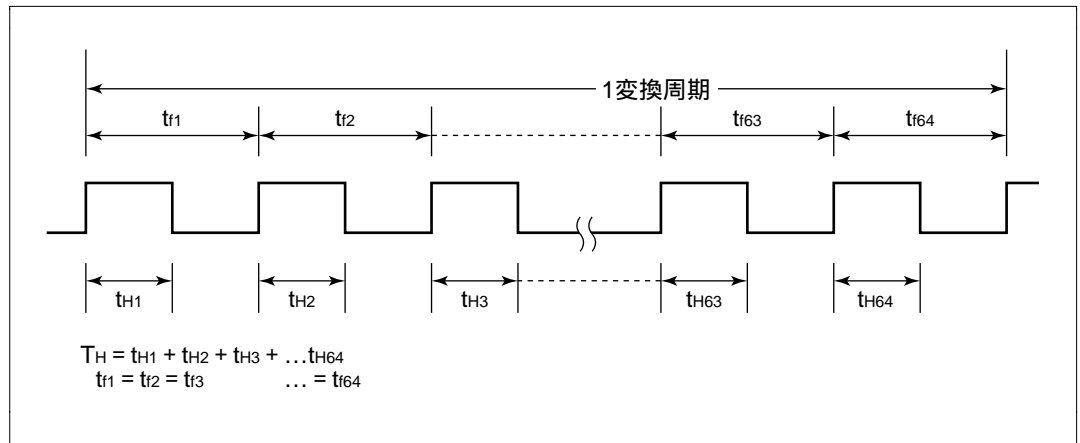 1変換周期
tf1 tf2 tf63 tf64
tH1 tH2 tH3 tH63 tH64
TH = tH1 + tH2 + tH3 + …tH64
tf1 = tf2 = tf3 … = tf64